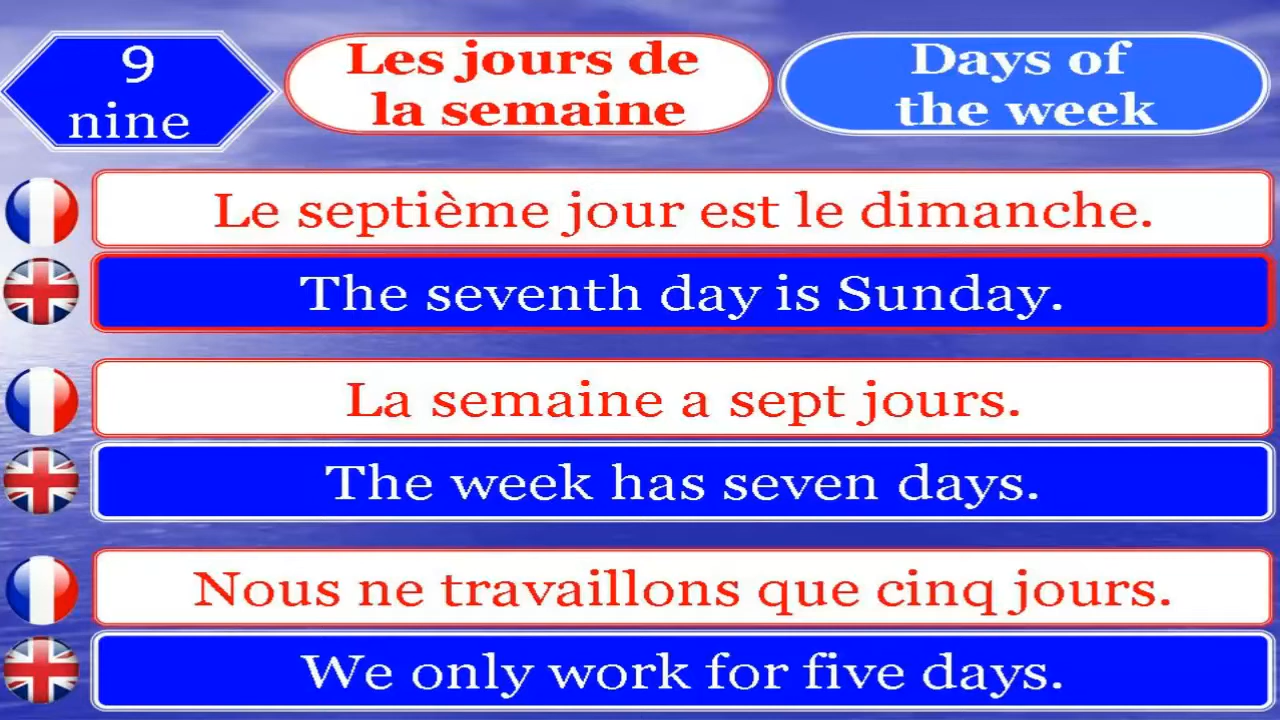 9
nine
Les jours de
la semaine
Days of
the week
Le septième jour est le dimanche.
The seventh day is Sunday.
La semaine a sept jours.
The week has seven days.
Nous ne travaillons que cinq jours.
We only work for five days.